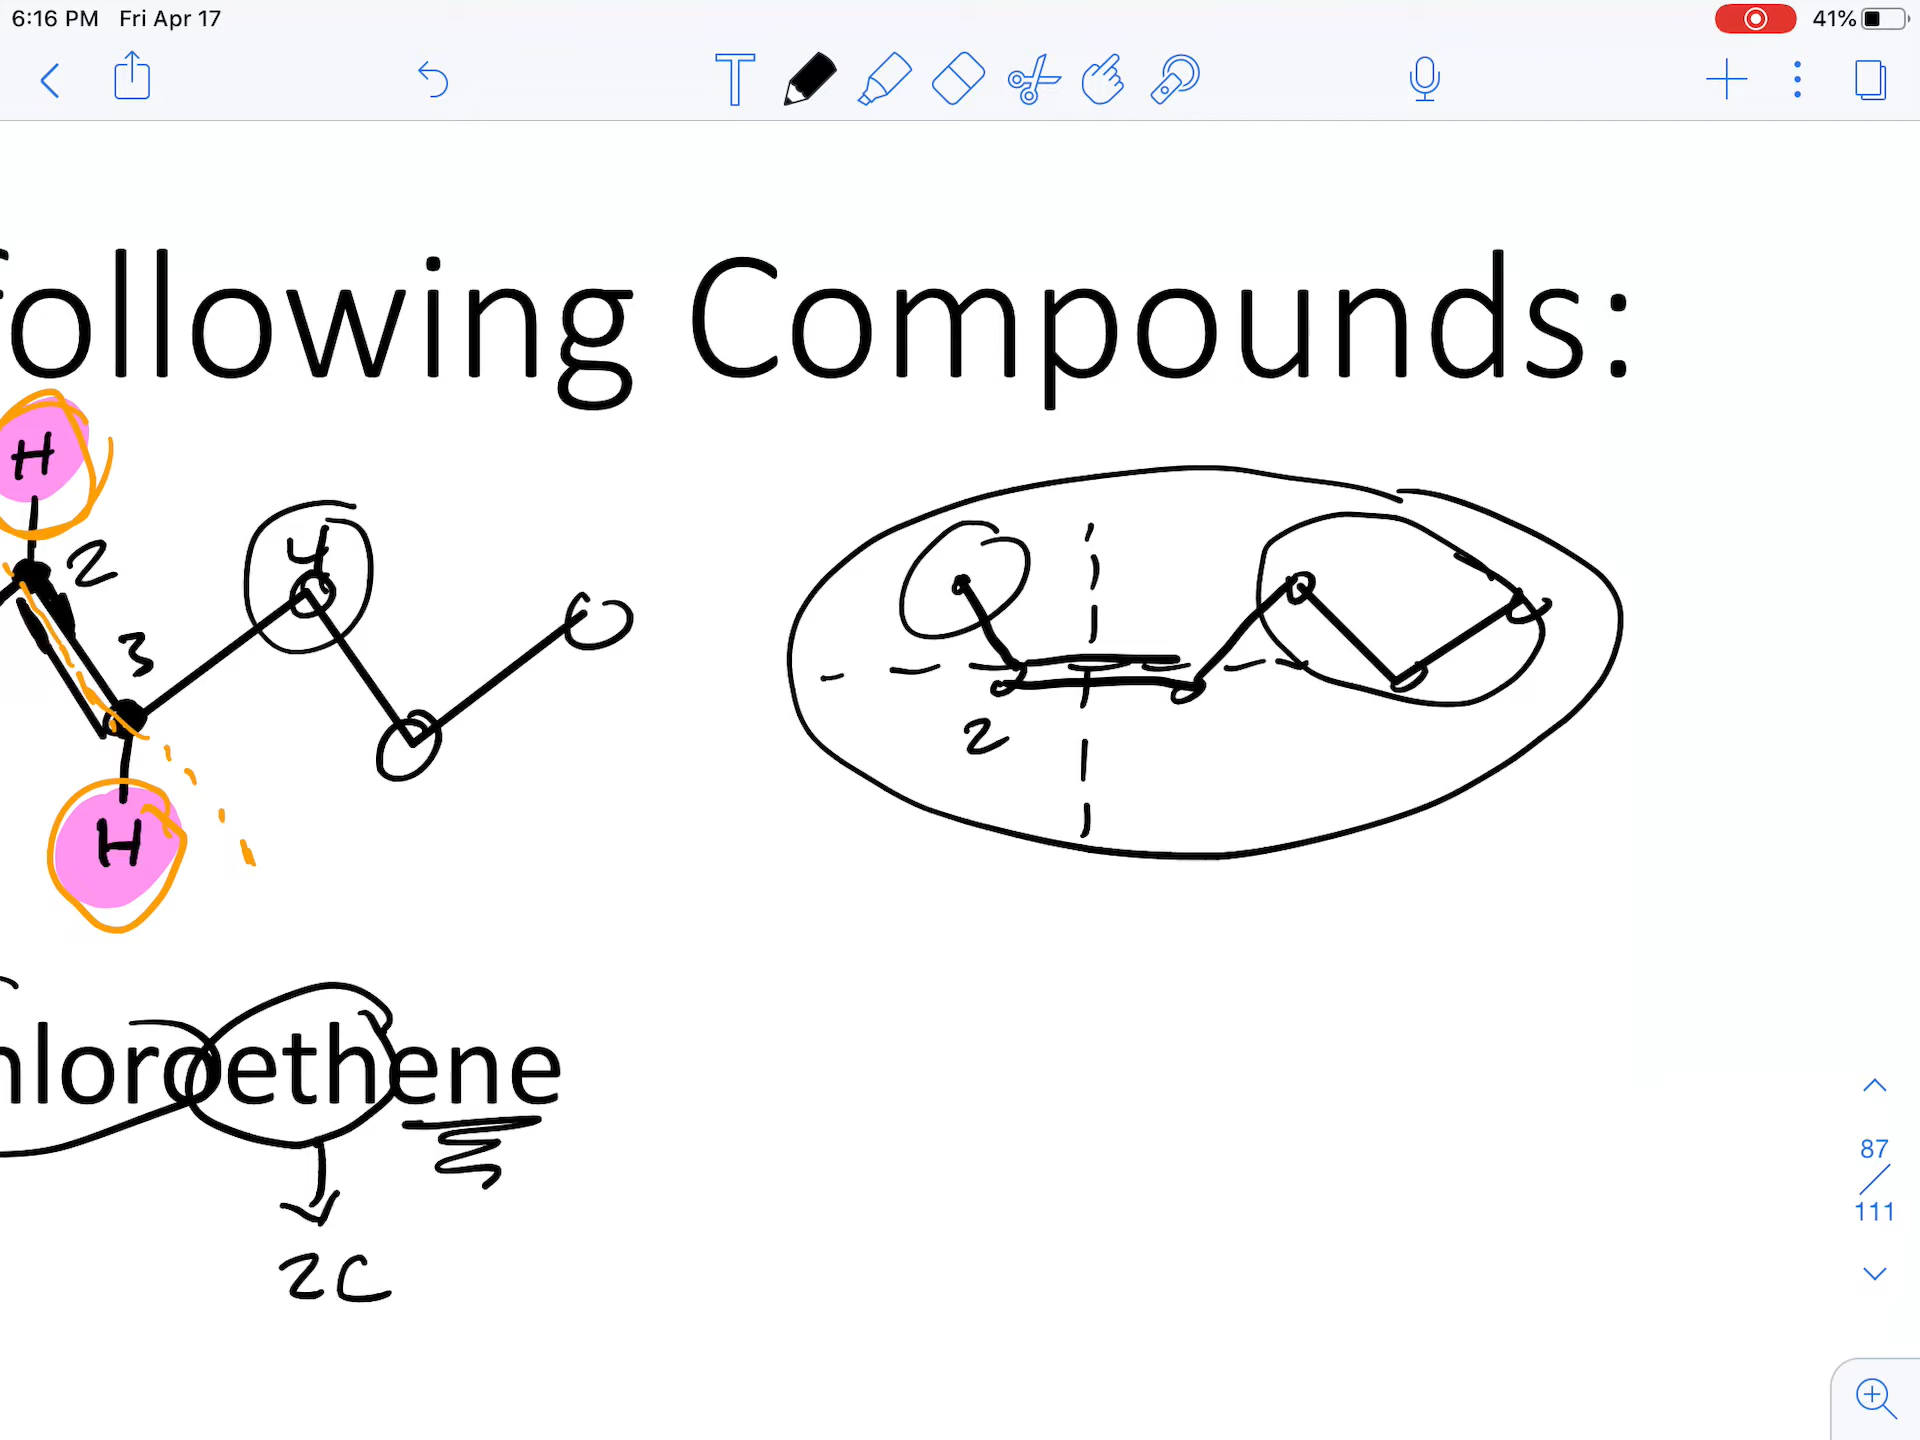 6:16 PM Fri Apr 17 41%
following Compounds:
H
2
4
3
2
H
hloroethene
2C
87
111